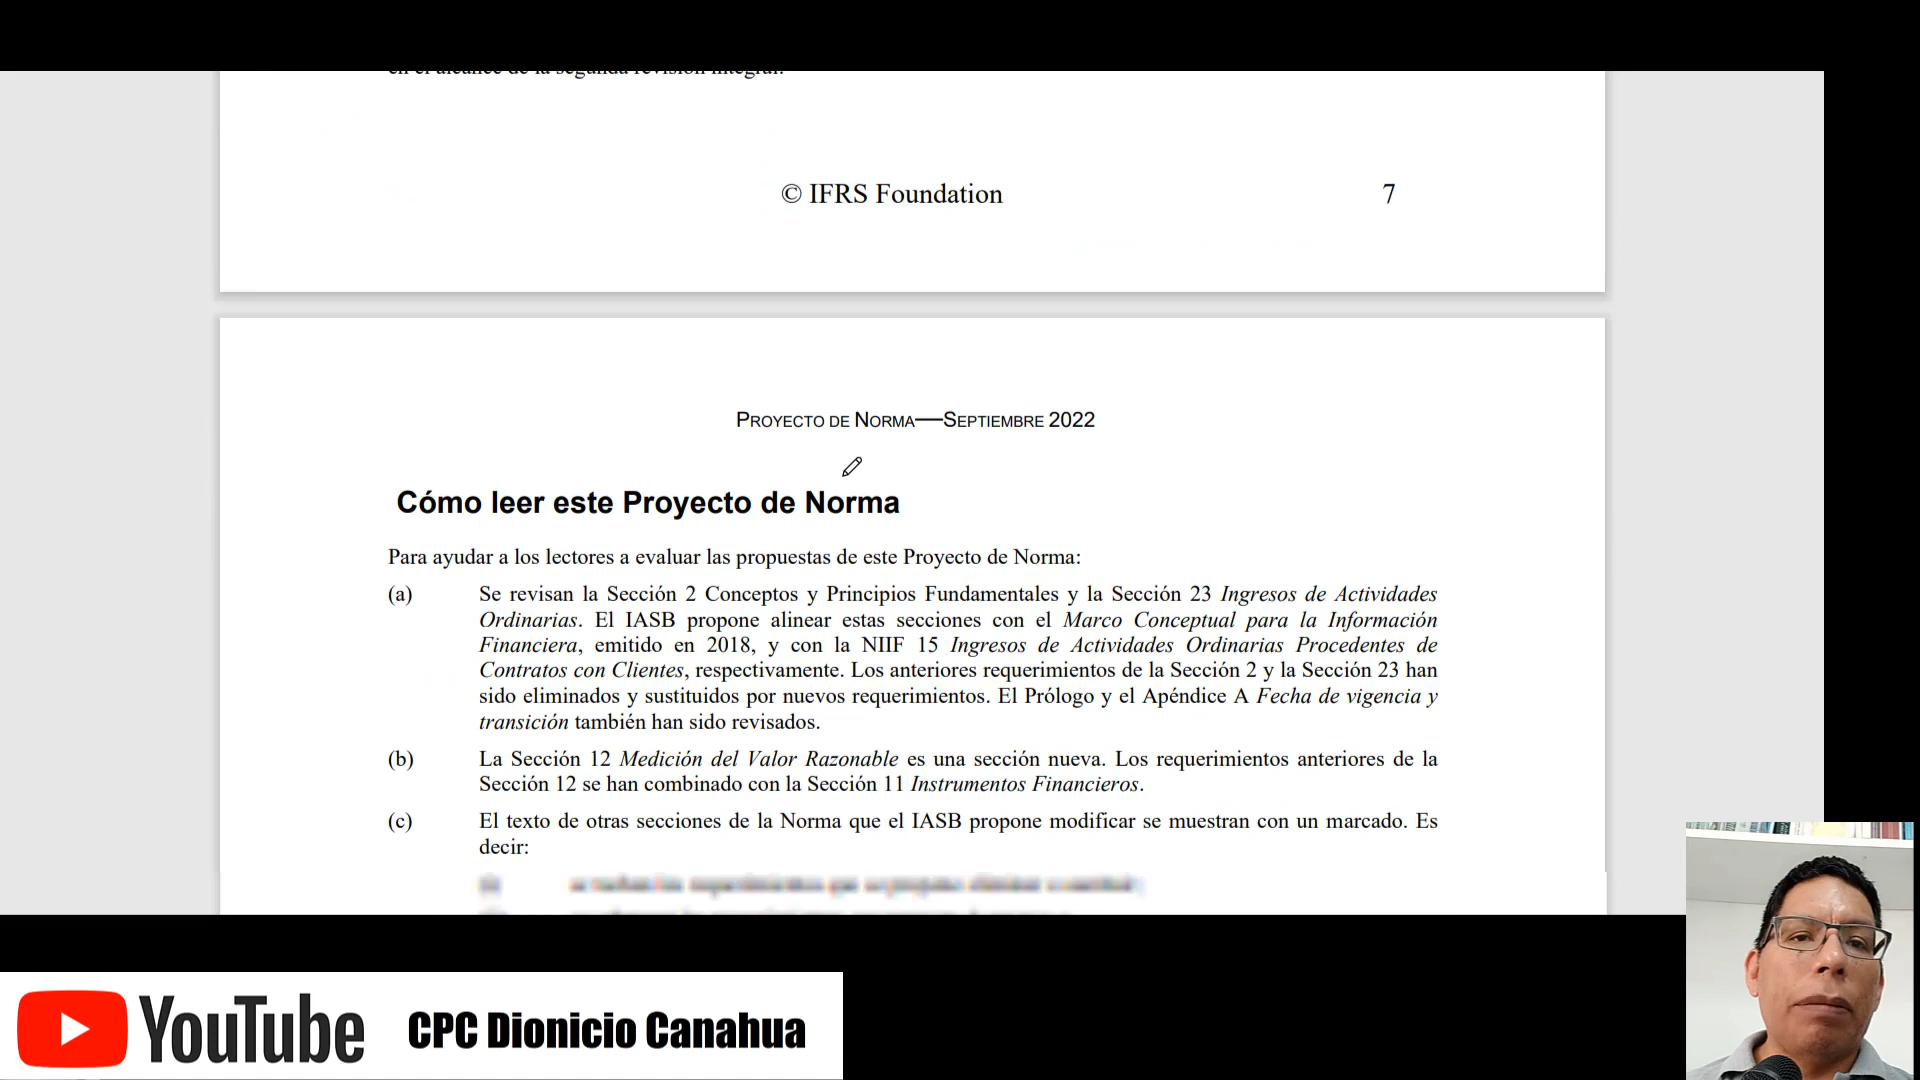 © IFRS Foundation
7
PROYECTO DE NORMA—SEPTIEMBRE 2022
Cómo leer este Proyecto de Norma
Para ayudar a los lectores a evaluar las propuestas de este Proyecto de Norma:
(a) Se revisan la Sección 2 Conceptos y Principios Fundamentales y la Sección 23 Ingresos de Actividades
Ordinarias. El IASB propone alinear estas secciones con el Marco Conceptual para la Información
Financiera, emitido en 2018, y con la NIIF 15 Ingresos de Actividades Ordinarias Procedentes de
Contratos con Clientes, respectivamente. Los anteriores requerimientos de la Sección 2 y la Sección 23 han
sido eliminados y sustituidos por nuevos requerimientos. El Prólogo y el Apéndice A Fecha de vigencia y
transición también han sido revisados.
(b) La Sección 12 Medición del Valor Razonable es una sección nueva. Los requerimientos anteriores de la
Sección 12 se han combinado con la Sección 11 Instrumentos Financieros.
(c) El texto de otras secciones de la Norma que el IASB propone modificar se muestran con un marcado. Es
decir:
YouTube
CPC Dionicio Canahua